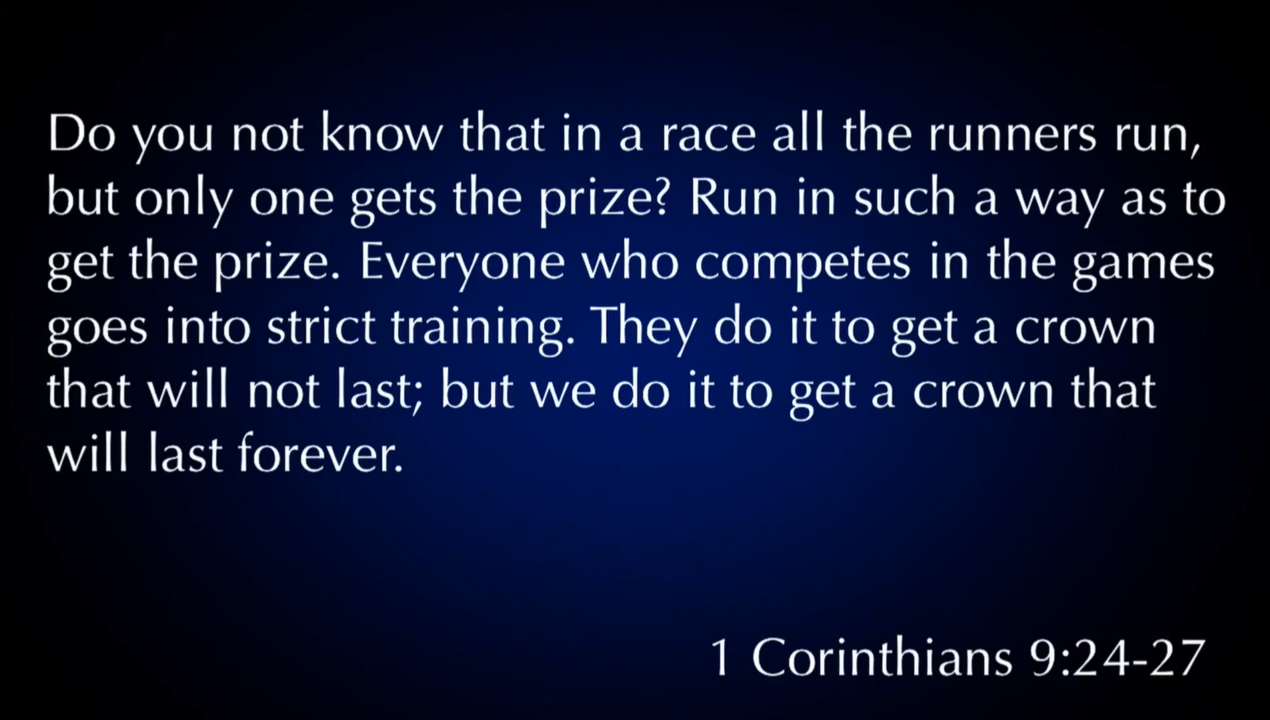 Do you not know that in a race all the runners run,
but only one gets the prize? Run in such a way as to
get the prize. Everyone who competes in the games
goes into strict training. They do it to get a crown
that will not last; but we do it to get a crown that
will last forever.
1 Corinthians 9:24-27